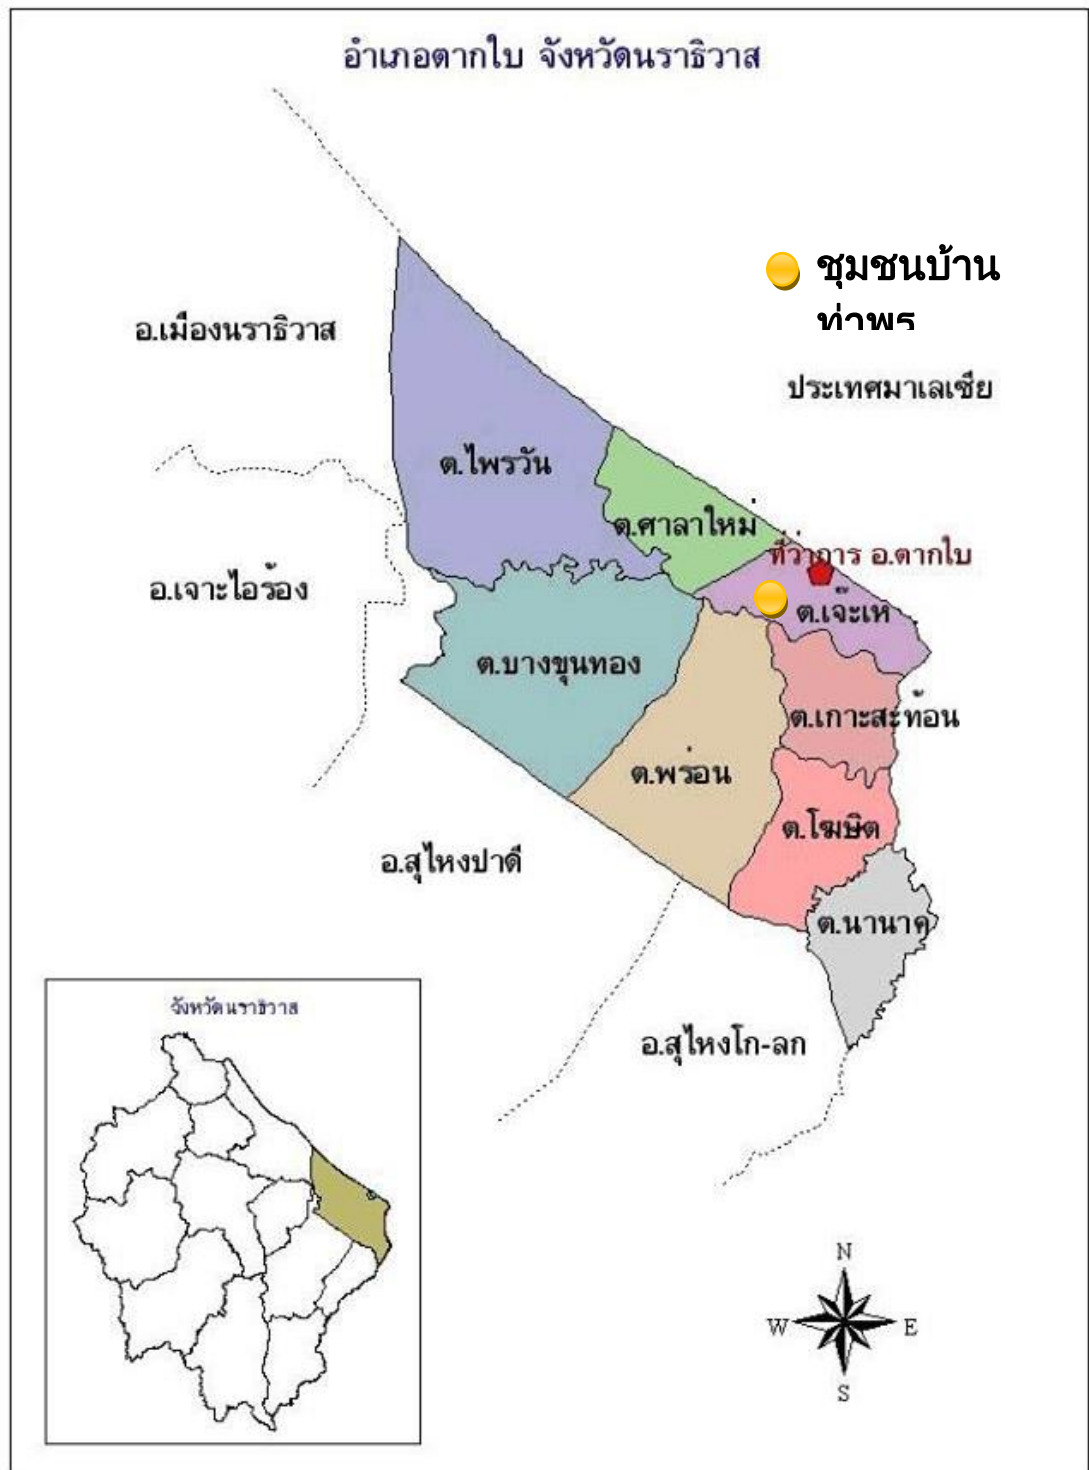 อำเภอตากใบ จังหวัดนราธิวาส
ชุมชนบ้าน
อ.เมืองนราธิวาส
ประเทศมาเลเซีย
ต.ไพรวัน
ต.ศาลาใหม่
ที่ว่าการ อ.ตากใบ
อ.เจาะไอร้อง
ต.เจ๊ะเห
ต.บางขุนทอง
ต.เกาะสะท้อน
ต.พร่อน
ต.โฆษิต
อ.สุไหงปาดี
ต.นานาค
อ.สุไหงโก-ลก
จังหวัดนราธิวาส
N
W
E
S